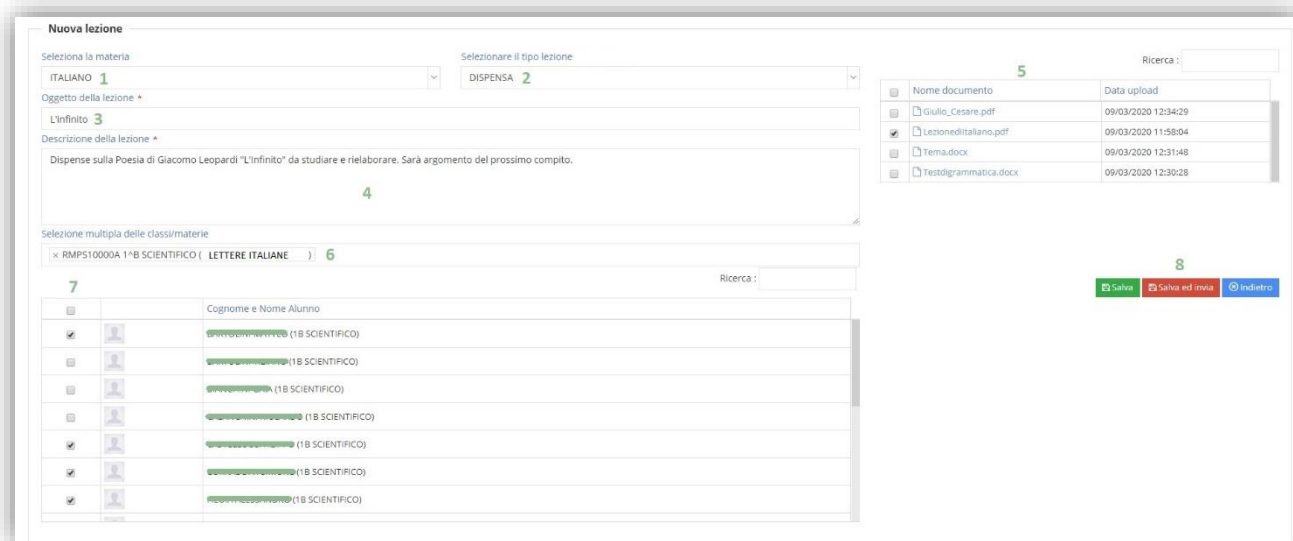 Nuova lezione
Seleziona la materia
ITALIANO 1
Selezionare il tipo lezione
DISPENSA 2
Oggetto della lezione *
L'infinito 3
Descrizione della lezione *
Dispense sulla Poesia di Giacomo Leopardi "L'Infinito" da studiare e rielaborare. Sarà argomento del prossimo compito.
4
Selezione multipla delle classi/materie
× RMPS10000A 1^B SCIENTIFICO ( LETTERE ITALIANE ) 6
Ricerca :
7
Cognome e Nome Alunno
(1B SCIENTIFICO)
(1B SCIENTIFICO)
(1B SCIENTIFICO)
(1B SCIENTIFICO)
(1B SCIENTIFICO)
(1B SCIENTIFICO)
(1B SCIENTIFICO)
Ricerca :
5
Nome documento Data upload
Giulio_Cesare.pdf 09/03/2020 12:34:29
Lezionediitaliano.pdf 09/03/2020 11:58:04
Tema.docx 09/03/2020 12:31:48
Testdigrammatica.docx 09/03/2020 12:30:28
8
Salva Salva ed invia Indietro